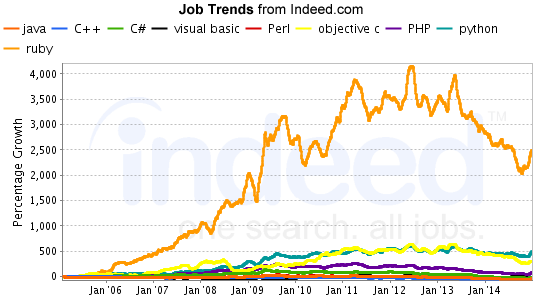 Job Trends from Indeed.com
java C++ C# visual basic Perl objective c PHP python
ruby
Percentage Growth
4,000
3,500
3,000
2,500
2,000
1,500
1,000
500
0
indeed™
one search. all jobs.
Jan '06 Jan '07 Jan '08 Jan '09 Jan '10 Jan '11 Jan '12 Jan '13 Jan '14